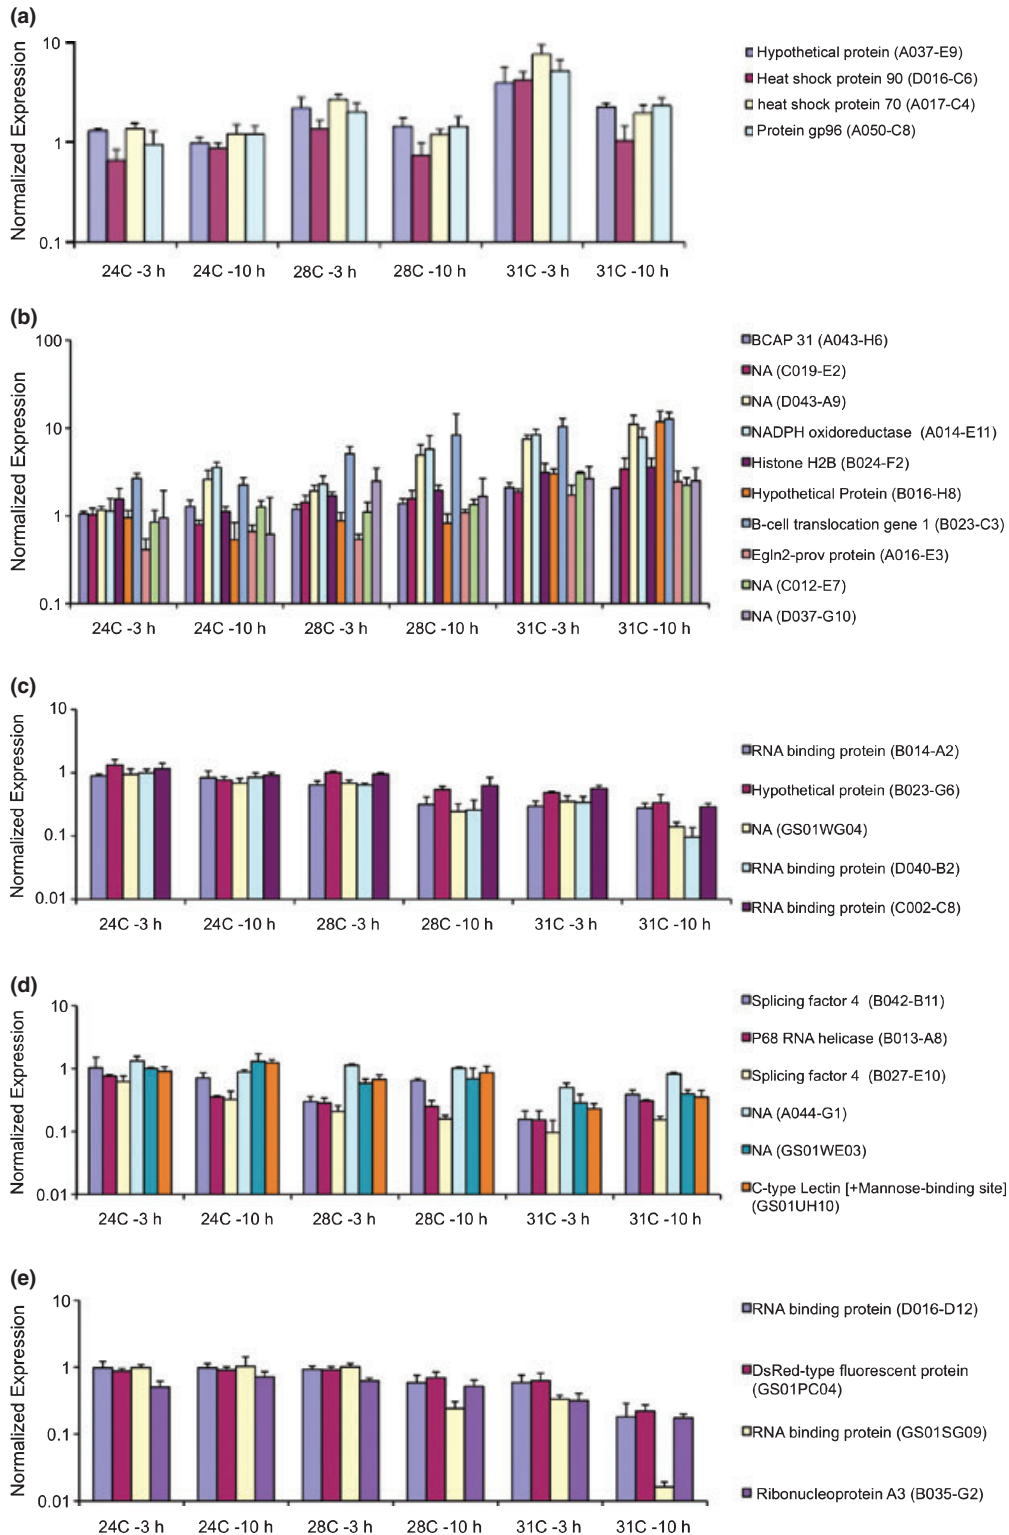 (a)
Normalized Expression
10
1
0.1
24C -3 h
24C -10 h
28C -3 h
28C -10 h
31C -3 h
31C -10 h
Hypothetical protein (A037-E9)
Heat shock protein 90 (D016-C6)
heat shock protein 70 (A017-C4)
Protein gp96 (A050-C8)
(b)
Normalized Expression
100
10
1
0.1
24C -3 h
24C -10 h
28C -3 h
28C -10 h
31C -3 h
31C -10 h
BCAP 31 (A043-H6)
NA (C019-E2)
NA (D043-A9)
NADPH oxidoreductase (A014-E11)
Histone H2B (B024-F2)
Hypothetical Protein (B016-H8)
B-cell translocation gene 1 (B023-C3)
Egln2-prov protein (A016-E3)
NA (C012-E7)
NA (D037-G10)
(c)
Normalized Expression
10
1
0.1
0.01
24C -3 h
24C -10 h
28C -3 h
28C -10 h
31C -3 h
31C -10 h
RNA binding protein (B014-A2)
Hypothetical protein (B023-G6)
NA (GS01WG04)
RNA binding protein (D040-B2)
RNA binding protein (C002-C8)
(d)
Normalized Expression
10
1
0.1
0.01
24C -3 h
24C -10 h
28C -3 h
28C -10 h
31C -3 h
31C -10 h
Splicing factor 4 (B042-B11)
P68 RNA helicase (B013-A8)
Splicing factor 4 (B027-E10)
NA (A044-G1)
NA (GS01WE03)
C-type Lectin [+Mannose-binding site]
(GS01UH10)
(e)
Normalized Expression
10
1
0.1
0.01
24C -3 h
24C -10 h
28C -3 h
28C -10 h
31C -3 h
31C -10 h
RNA binding protein (D016-D12)
DsRed-type fluorescent protein
(GS01PC04)
RNA binding protein (GS01SG09)
Ribonucleoprotein A3 (B035-G2)